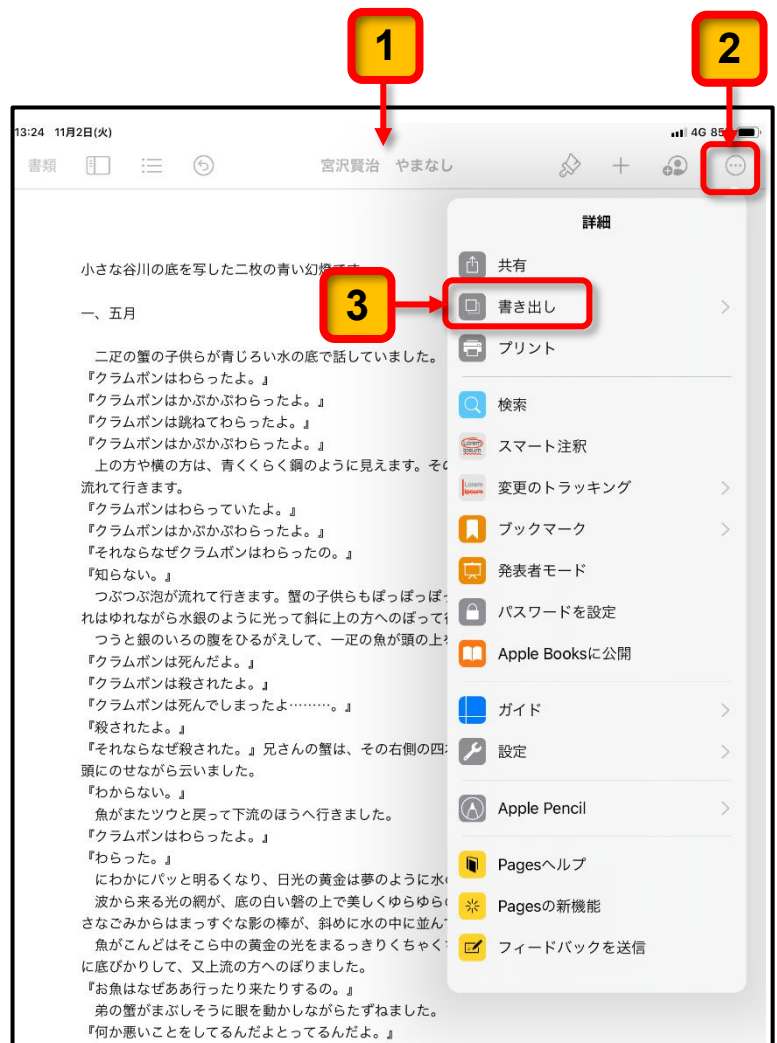 1
2
13:24 11月2日(火)
4G 85
書類
宮沢賢治 やまなし
詳細
共有
3
書き出し
プリント
検索
スマート注釈
Lorem ipsum
変更のトラッキング
Lorem ipsum
ブックマーク
発表者モード
パスワードを設定
Apple Booksに公開
ガイド
設定
Apple Pencil
Pagesヘルプ
Pagesの新機能
フィードバックを送信
小さな谷川の底を写した二枚の青い幻燈です
一、五月
二疋の蟹の子供らが青じろい水の底で話していました。
『クラムボンはわらったよ。』
『クラムボンはかぷかぷわらったよ。』
『クラムボンは跳ねてわらったよ。』
『クラムボンはかぷかぷわらったよ。』
上の方や横の方は、青くくらく鋼のように見えます。その
流れて行きます。
『クラムボンはわらっていたよ。』
『クラムボンはかぷかぷわらったよ。』
『それならなぜクラムボンはわらったの。』
『知らない。』
つぶつぶ泡が流れて行きます。蟹の子供らもぽっぽっぽっ
れはゆれながら水銀のように光って斜に上の方へのぼって行
つうと銀のいろの腹をひるがえして、一疋の魚が頭の上を
『クラムボンは死んだよ。』
『クラムボンは殺されたよ。』
『クラムボンは死んでしまったよ………。』
『殺されたよ。』
『それならなぜ殺された。』兄さんの蟹は、その右側の四本
頭にのせながら云いました。
『わからない。』
魚がまたツウと戻って下流のほうへ行きました。
『クラムボンはわらったよ。』
『わらった。』
にわかにパッと明るくなり、日光の黄金は夢のように水の
波から来る光の網が、底の白い磐の上で美しくゆらゆらの
さなごみからはまっすぐな影の棒が、斜めに水の中に並んで
魚がこんどはそこら中の黄金の光をまるっきりくちゃくち
に底びかりして、又上流の方へのぼりました。
『お魚はなぜああ行ったり来たりするの。』
弟の蟹がまぶしそうに眼を動かしながらたずねました。
『何か悪いことをしてるんだよとってるんだよ。』